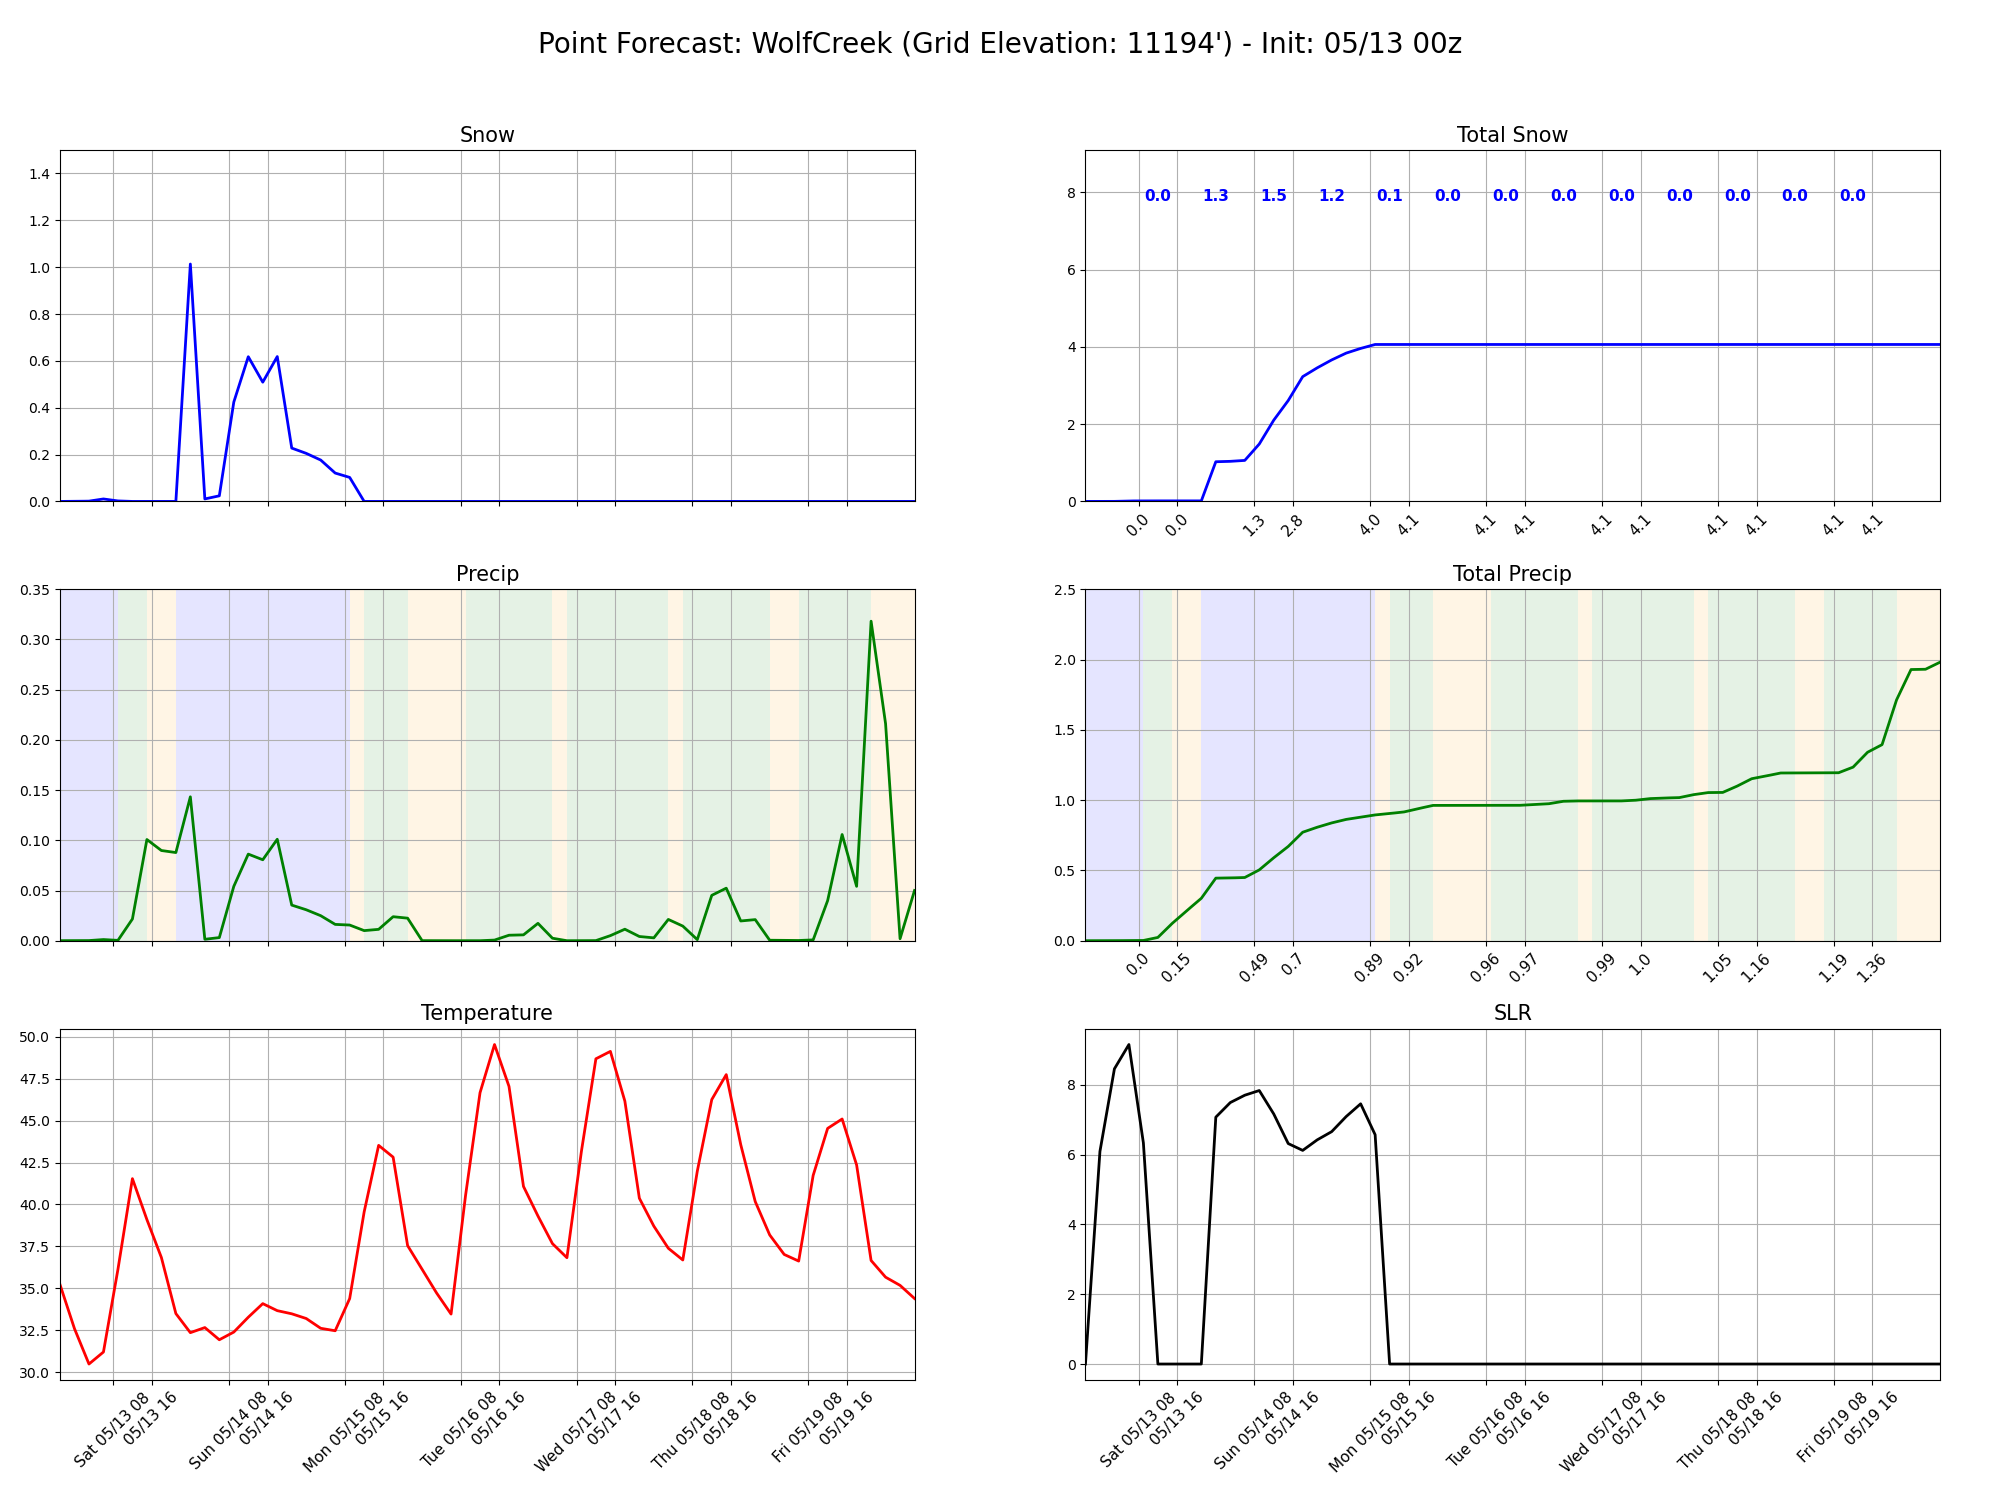 Point Forecast: WolfCreek (Grid Elevation: 11194') - Init: 05/13 00z
Snow
1.4
1.2
1.0
0.8
0.6
0.4
0.2
0.0
Total Snow
0.0 1.3 1.5 1.2 0.1 0.0 0.0 0.0 0.0 0.0 0.0 0.0 0.0
8
6
4
2
0
0.0 0.0 1.3 2.8 4.0 4.1 4.1 4.1 4.1 4.1 4.1 4.1 4.1 4.1
Precip
0.35
0.30
0.25
0.20
0.15
0.10
0.05
0.00
Total Precip
2.5
2.0
1.5
1.0
0.5
0.0
0.0 0.15 0.49 0.7 0.89 0.92 0.96 0.97 0.99 1.0 1.05 1.16 1.19 1.36
Temperature
50.0
47.5
45.0
42.5
40.0
37.5
35.0
32.5
30.0
Sat 05/13 08
05/13 16
Sun 05/14 08
05/14 16
Mon 05/15 08
05/15 16
Tue 05/16 08
05/16 16
Wed 05/17 08
05/17 16
Thu 05/18 08
05/18 16
Fri 05/19 08
05/19 16
SLR
8
6
4
2
0
Sat 05/13 08
05/13 16
Sun 05/14 08
05/14 16
Mon 05/15 08
05/15 16
Tue 05/16 08
05/16 16
Wed 05/17 08
05/17 16
Thu 05/18 08
05/18 16
Fri 05/19 08
05/19 16